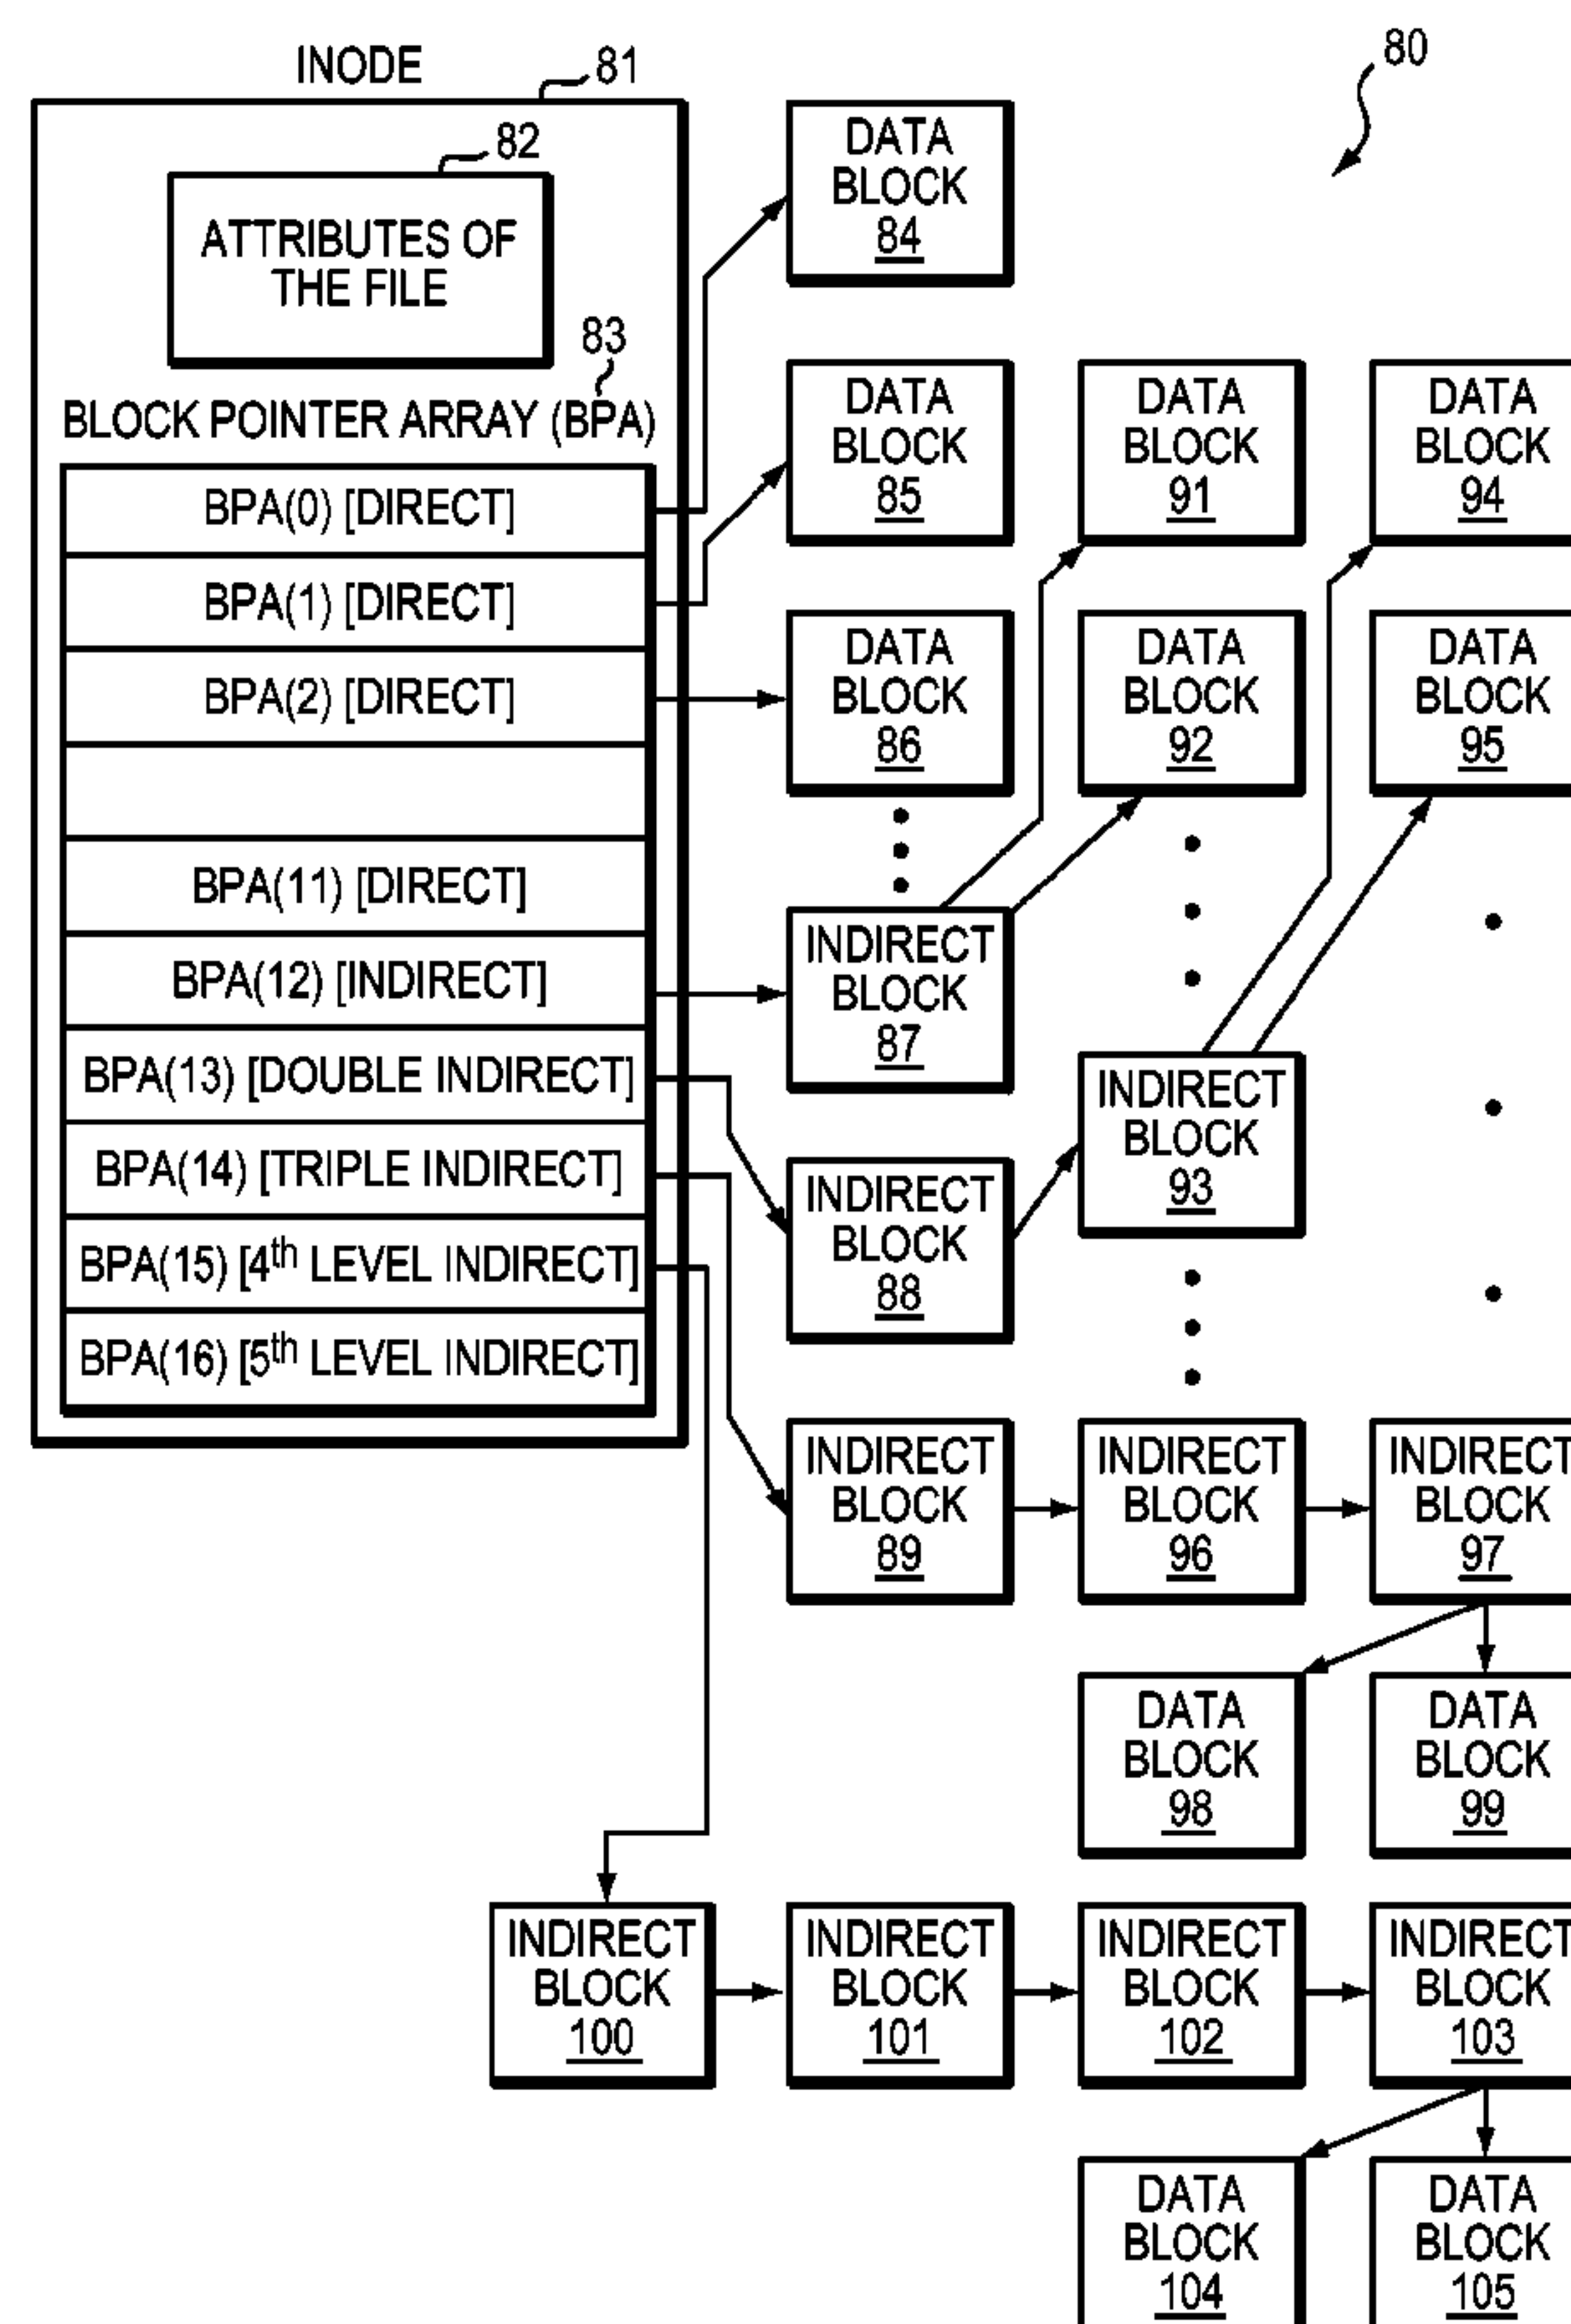 INODE
81
80
82
ATTRIBUTES OF
THE FILE
83
BLOCK POINTER ARRAY (BPA)
BPA(0) [DIRECT]
BPA(1) [DIRECT]
BPA(2) [DIRECT]
BPA(11) [DIRECT]
BPA(12) [INDIRECT]
BPA(13) [DOUBLE INDIRECT]
BPA(14) [TRIPLE INDIRECT]
BPA(15) [4th LEVEL INDIRECT]
BPA(16) [5th LEVEL INDIRECT]
DATA
BLOCK
84
DATA
BLOCK
85
DATA
BLOCK
91
DATA
BLOCK
94
DATA
BLOCK
86
DATA
BLOCK
92
DATA
BLOCK
95
INDIRECT
BLOCK
87
INDIRECT
BLOCK
93
INDIRECT
BLOCK
88
INDIRECT
BLOCK
89
INDIRECT
BLOCK
96
INDIRECT
BLOCK
97
DATA
BLOCK
98
DATA
BLOCK
99
INDIRECT
BLOCK
100
INDIRECT
BLOCK
101
INDIRECT
BLOCK
102
INDIRECT
BLOCK
103
DATA
BLOCK
104
DATA
BLOCK
105